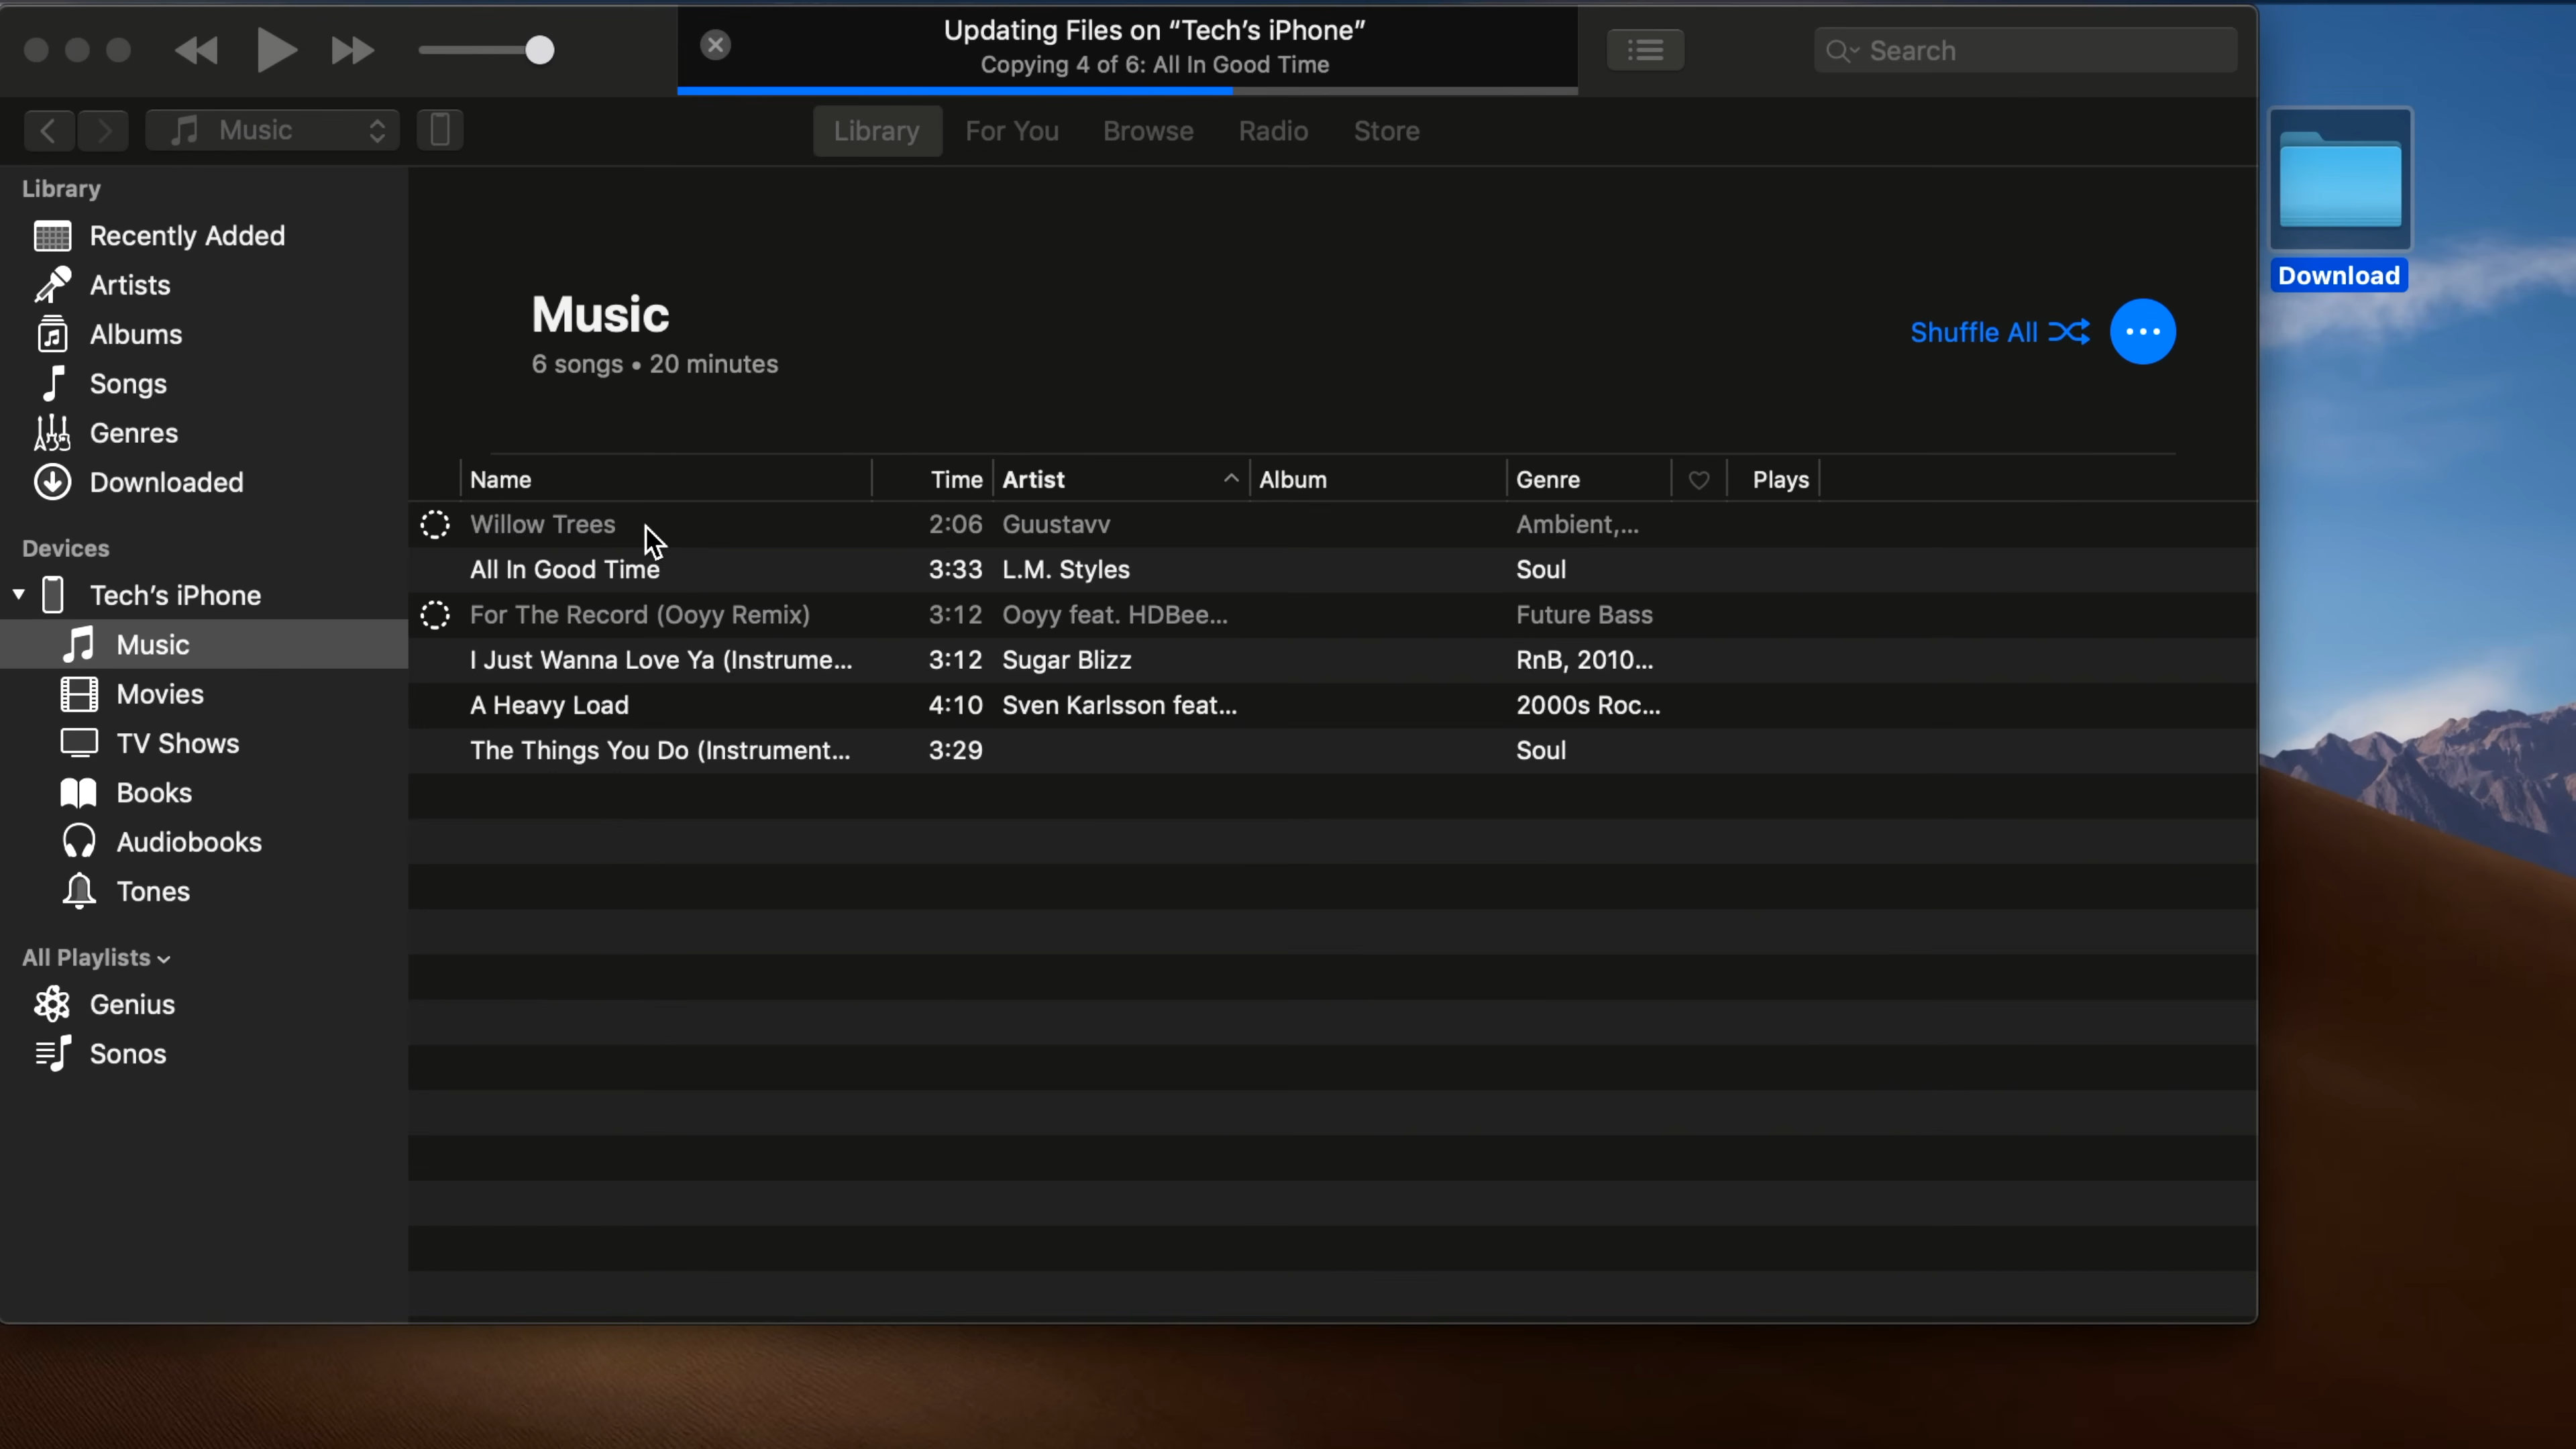 Updating Files on “Tech’s iPhone”
Copying 4 of 6: All In Good Time
Search
Music
Library For You Browse Radio Store
Library
Recently Added
Artists
Albums
Songs
Genres
Downloaded
Devices
Tech’s iPhone
Music
Movies
TV Shows
Books
Audiobooks
Tones
All Playlists
Genius
Sonos
Music
6 songs • 20 minutes
Shuffle All
Name Time Artist Album Genre Plays
Willow Trees 2:06 Guustavv Ambient,...
All In Good Time 3:33 L.M. Styles Soul
For The Record (Ooyy Remix) 3:12 Ooyy feat. HDBee... Future Bass
I Just Wanna Love Ya (Instrume... 3:12 Sugar Blizz RnB, 2010...
A Heavy Load 4:10 Sven Karlsson feat... 2000s Roc...
The Things You Do (Instrument... 3:29 Soul
Download